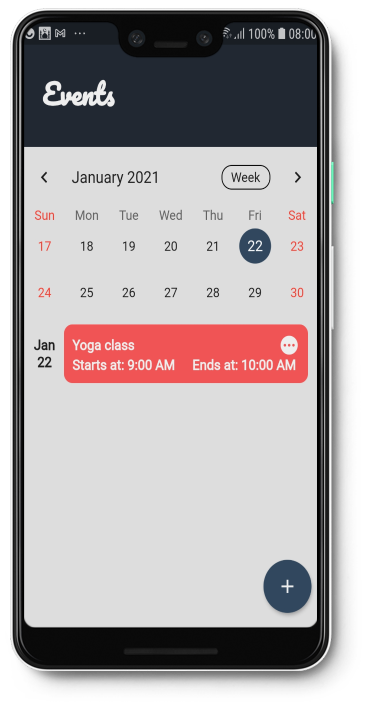 100% 08:00
Events
January 2021 Week
Sun Mon Tue Wed Thu Fri Sat
17 18 19 20 21 22 23
24 25 26 27 28 29 30
Jan
22
Yoga class
Starts at: 9:00 AM Ends at: 10:00 AM